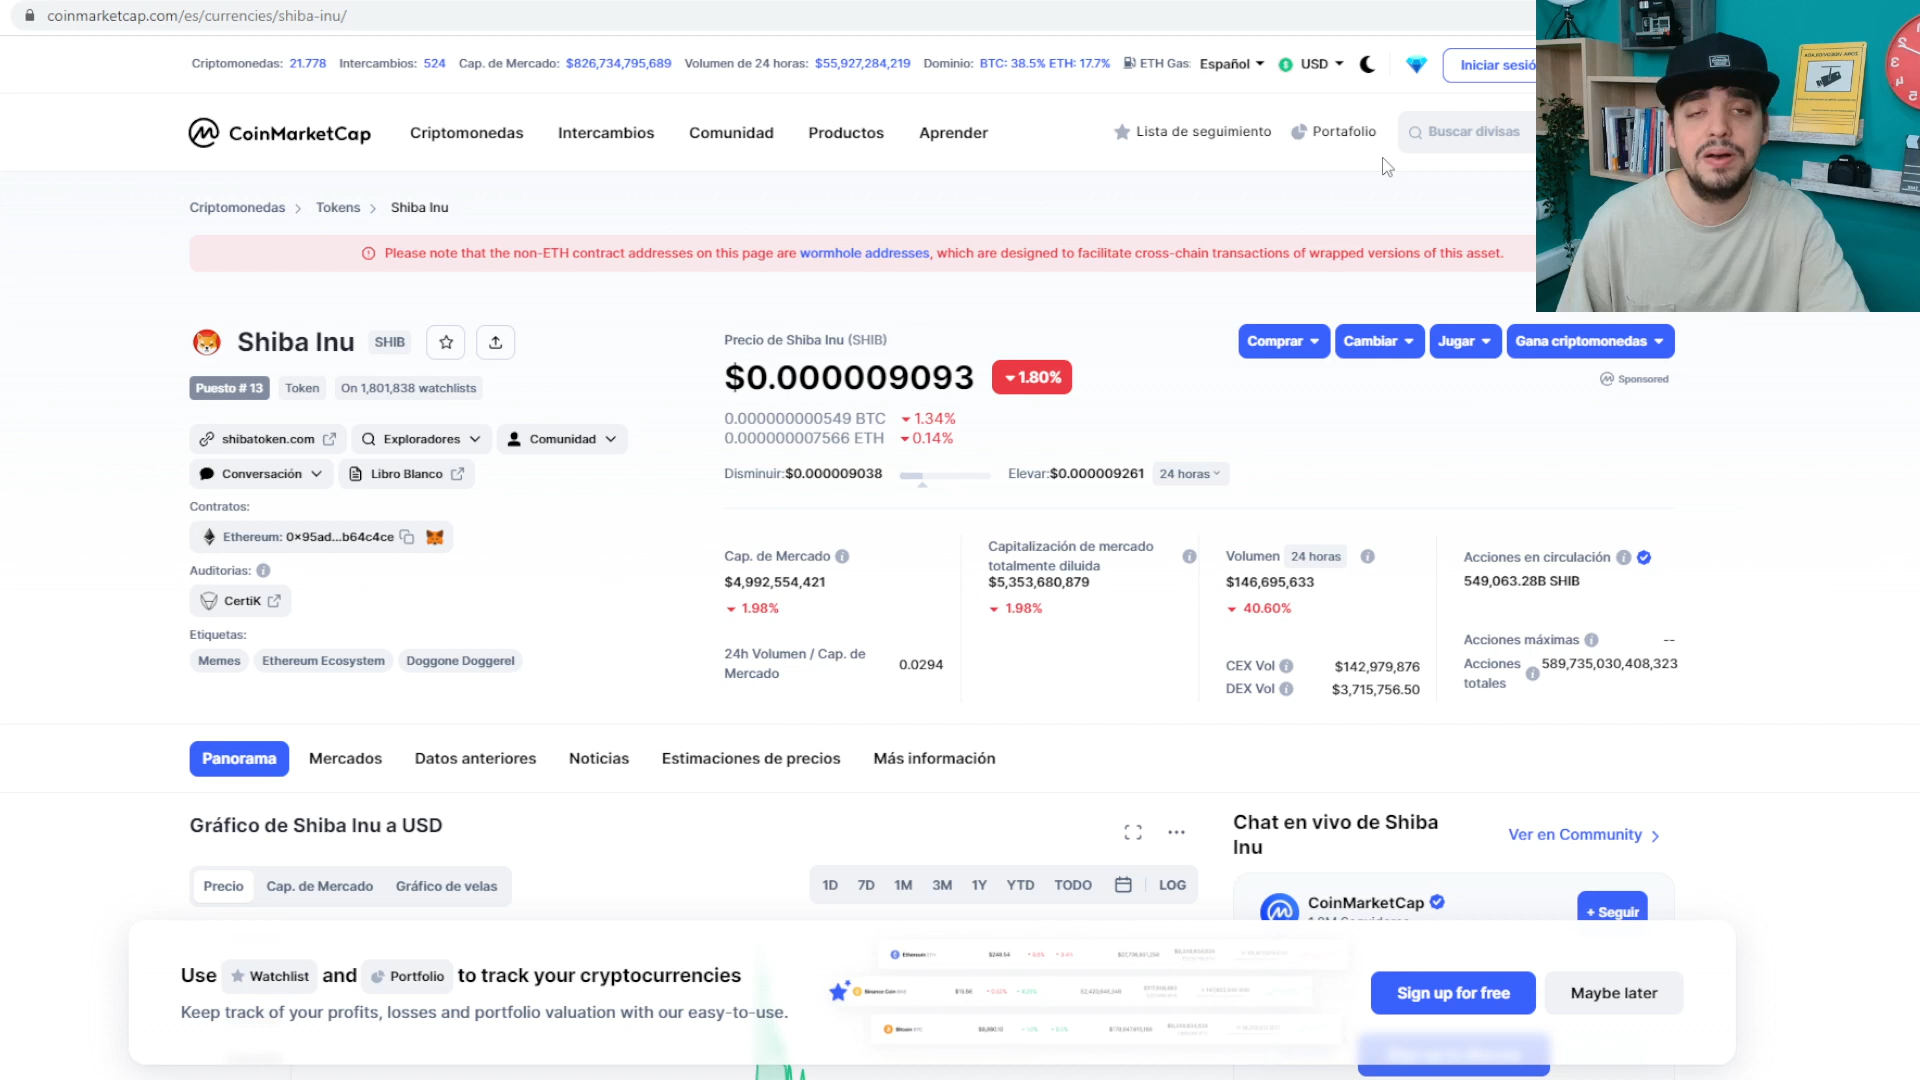 coinmarketcap.com/es/currencies/shiba-inu/
Criptomonedas: 21.778 Intercambios: 524 Cap. de Mercado: $826,734,795,689 Volumen de 24 horas: $55,927,284,219 Dominio: BTC: 38.5% ETH: 17.7% ETH Gas: Español USD Iniciar sesió
CoinMarketCap Criptomonedas Intercambios Comunidad Productos Aprender Lista de seguimiento Portafolio Buscar divisas
Criptomonedas > Tokens > Shiba Inu
Please note that the non-ETH contract addresses on this page are wormhole addresses, which are designed to facilitate cross-chain transactions of wrapped versions of this asset.
Shiba Inu SHIB
Puesto # 13 Token On 1,801,838 watchlists
shibatoken.com Exploradores Comunidad
Conversación Libro Blanco
Contratos:
Ethereum: 0x95ad...b64c4ce
Auditorias:
CertiK
Etiquetas:
Memes Ethereum Ecosystem Doggone Doggerel
Precio de Shiba Inu (SHIB)
$0.000009093 1.80%
0.000000000549 BTC 1.34%
0.000000007566 ETH 0.14%
Disminuir:$0.000009038 Elevar:$0.000009261 24 horas
Comprar Cambiar Jugar Gana criptomonedas
Sponsored
Cap. de Mercado
$4,992,554,421
1.98%
24h Volumen / Cap. de
Mercado
0.0294
Capitalización de mercado
totalmente diluida
$5,353,680,879
1.98%
Volumen 24 horas
$146,695,633
40.60%
CEX Vol $142,979,876
DEX Vol $3,715,756.50
Acciones en circulación
549,063.28B SHIB
Acciones máximas --
Acciones
totales
589,735,030,408,323
Panorama Mercados Datos anteriores Noticias Estimaciones de precios Más información
Gráfico de Shiba Inu a USD
Precio Cap. de Mercado Gráfico de velas
1D 7D 1M 3M 1Y YTD TODO LOG
Chat en vivo de Shiba
Inu
Ver en Community
CoinMarketCap
+ Seguir
Use Watchlist and Portfolio to track your cryptocurrencies
Keep track of your profits, losses and portfolio valuation with our easy-to-use.
Sign up for free Maybe later